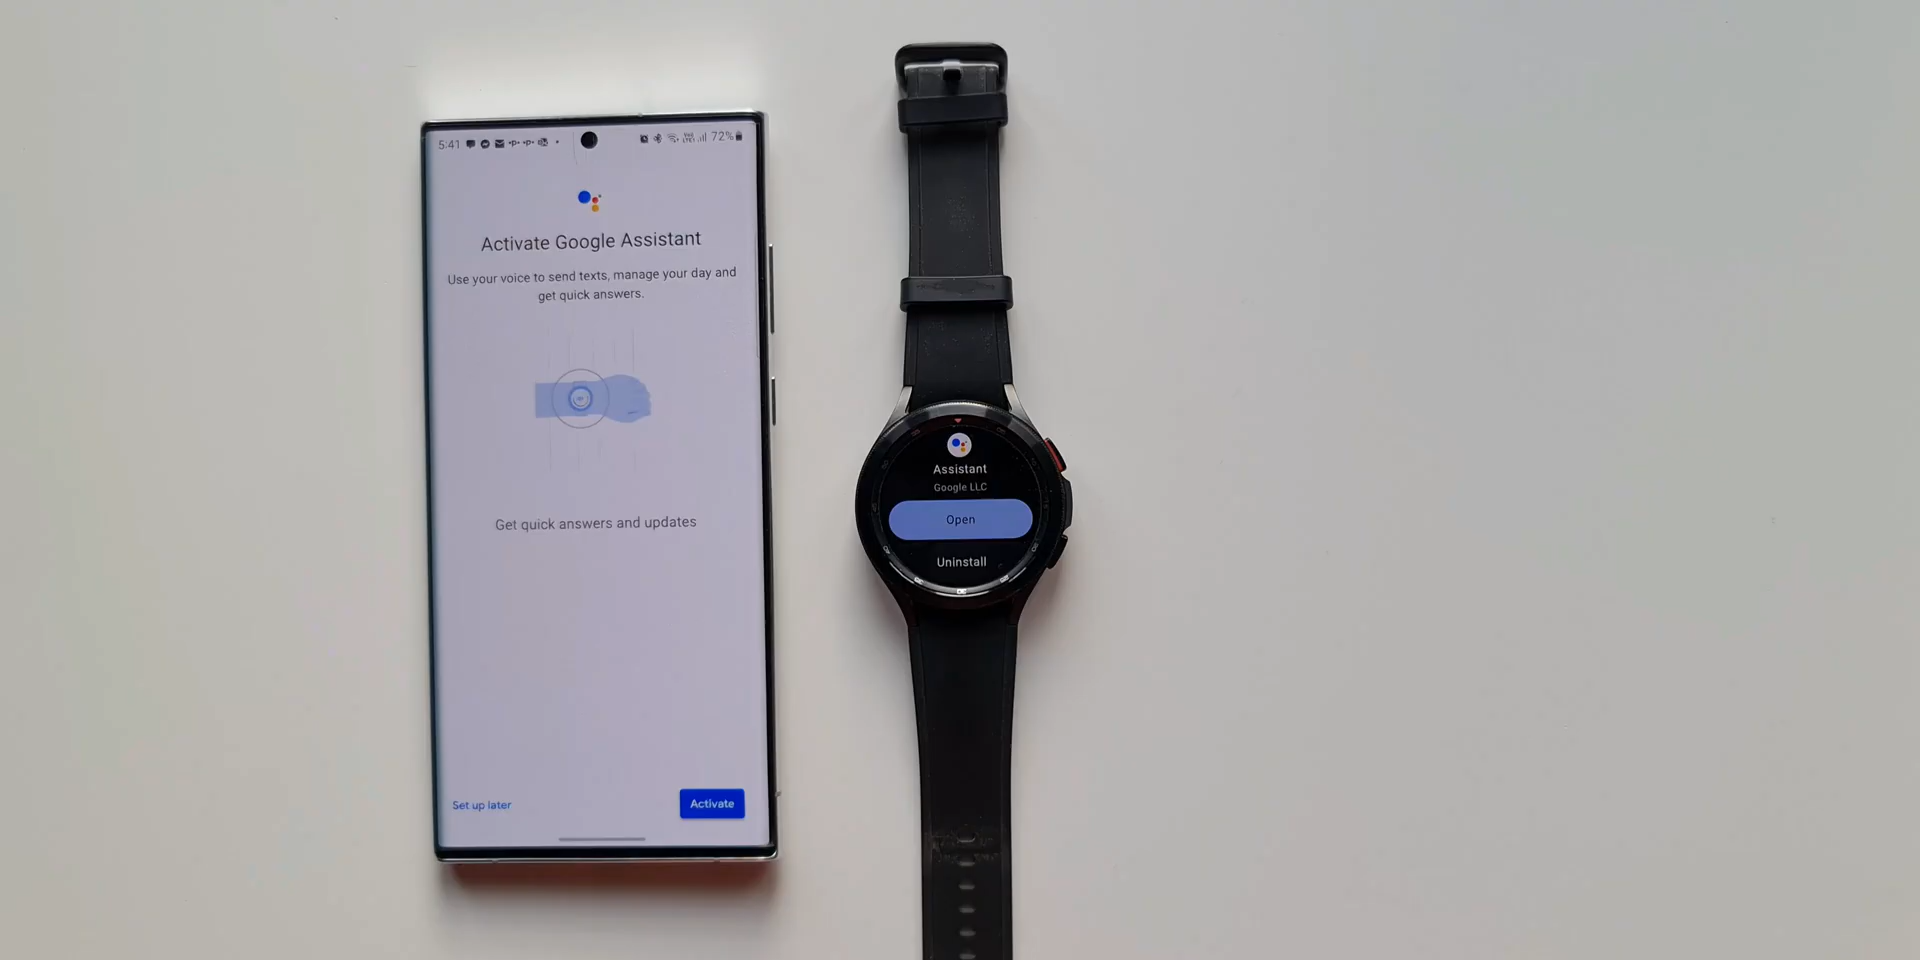 5:41
72%
Activate Google Assistant
Use your voice to send texts, manage your day and
get quick answers.
Get quick answers and updates
Set up later
Activate
Assistant
Google LLC
Open
Uninstall